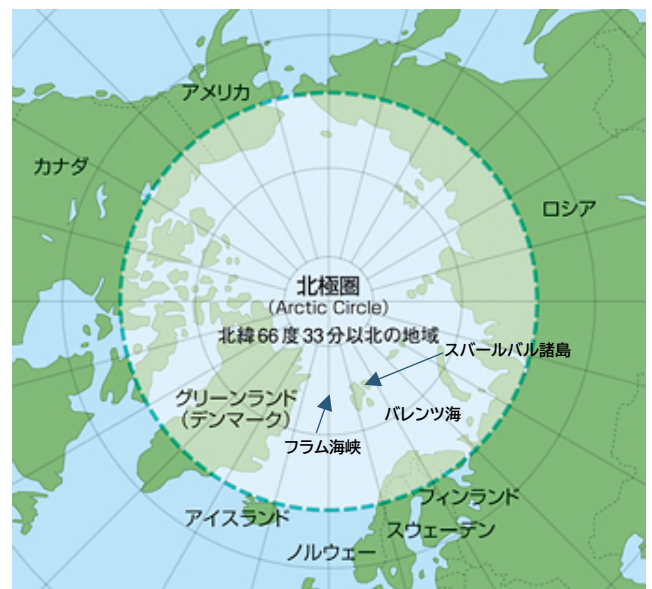 アメリカ
カナダ
ロシア
北極圏
(Arctic Circle)
北緯66度33分以北の地域
スバールバル諸島
グリーンランド
(デンマーク)
バレンツ海
フラム海峡
フィンランド
アイスランド
スウェーデン
ノルウェー